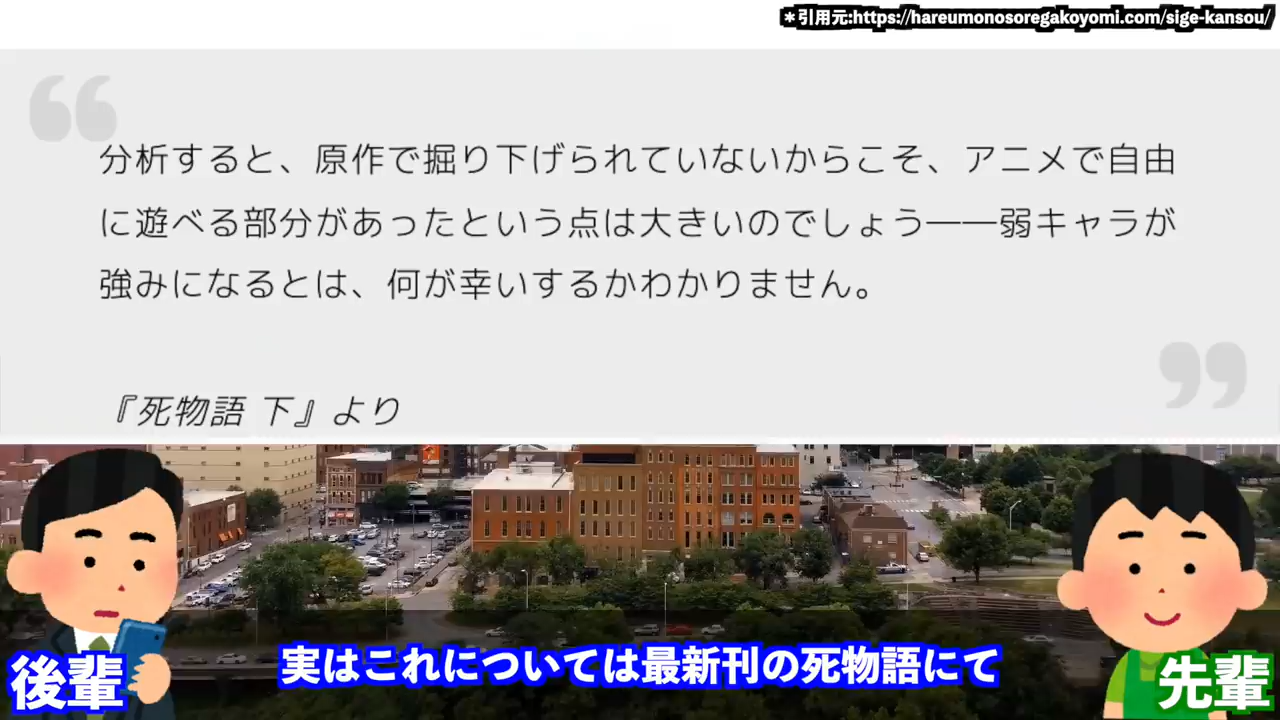 ＊引用元:https://hareumonosoregakoyomi.com/sige-kansou/
分析すると、原作で掘り下げられていないからこそ、アニメで自由
に遊べる部分があったという点は大きいのでしょう――弱キャラが
強みになるとは、何が幸いするかわかりません。
『死物語 下』より
実はこれについては最新刊の死物語にて
後輩
先輩